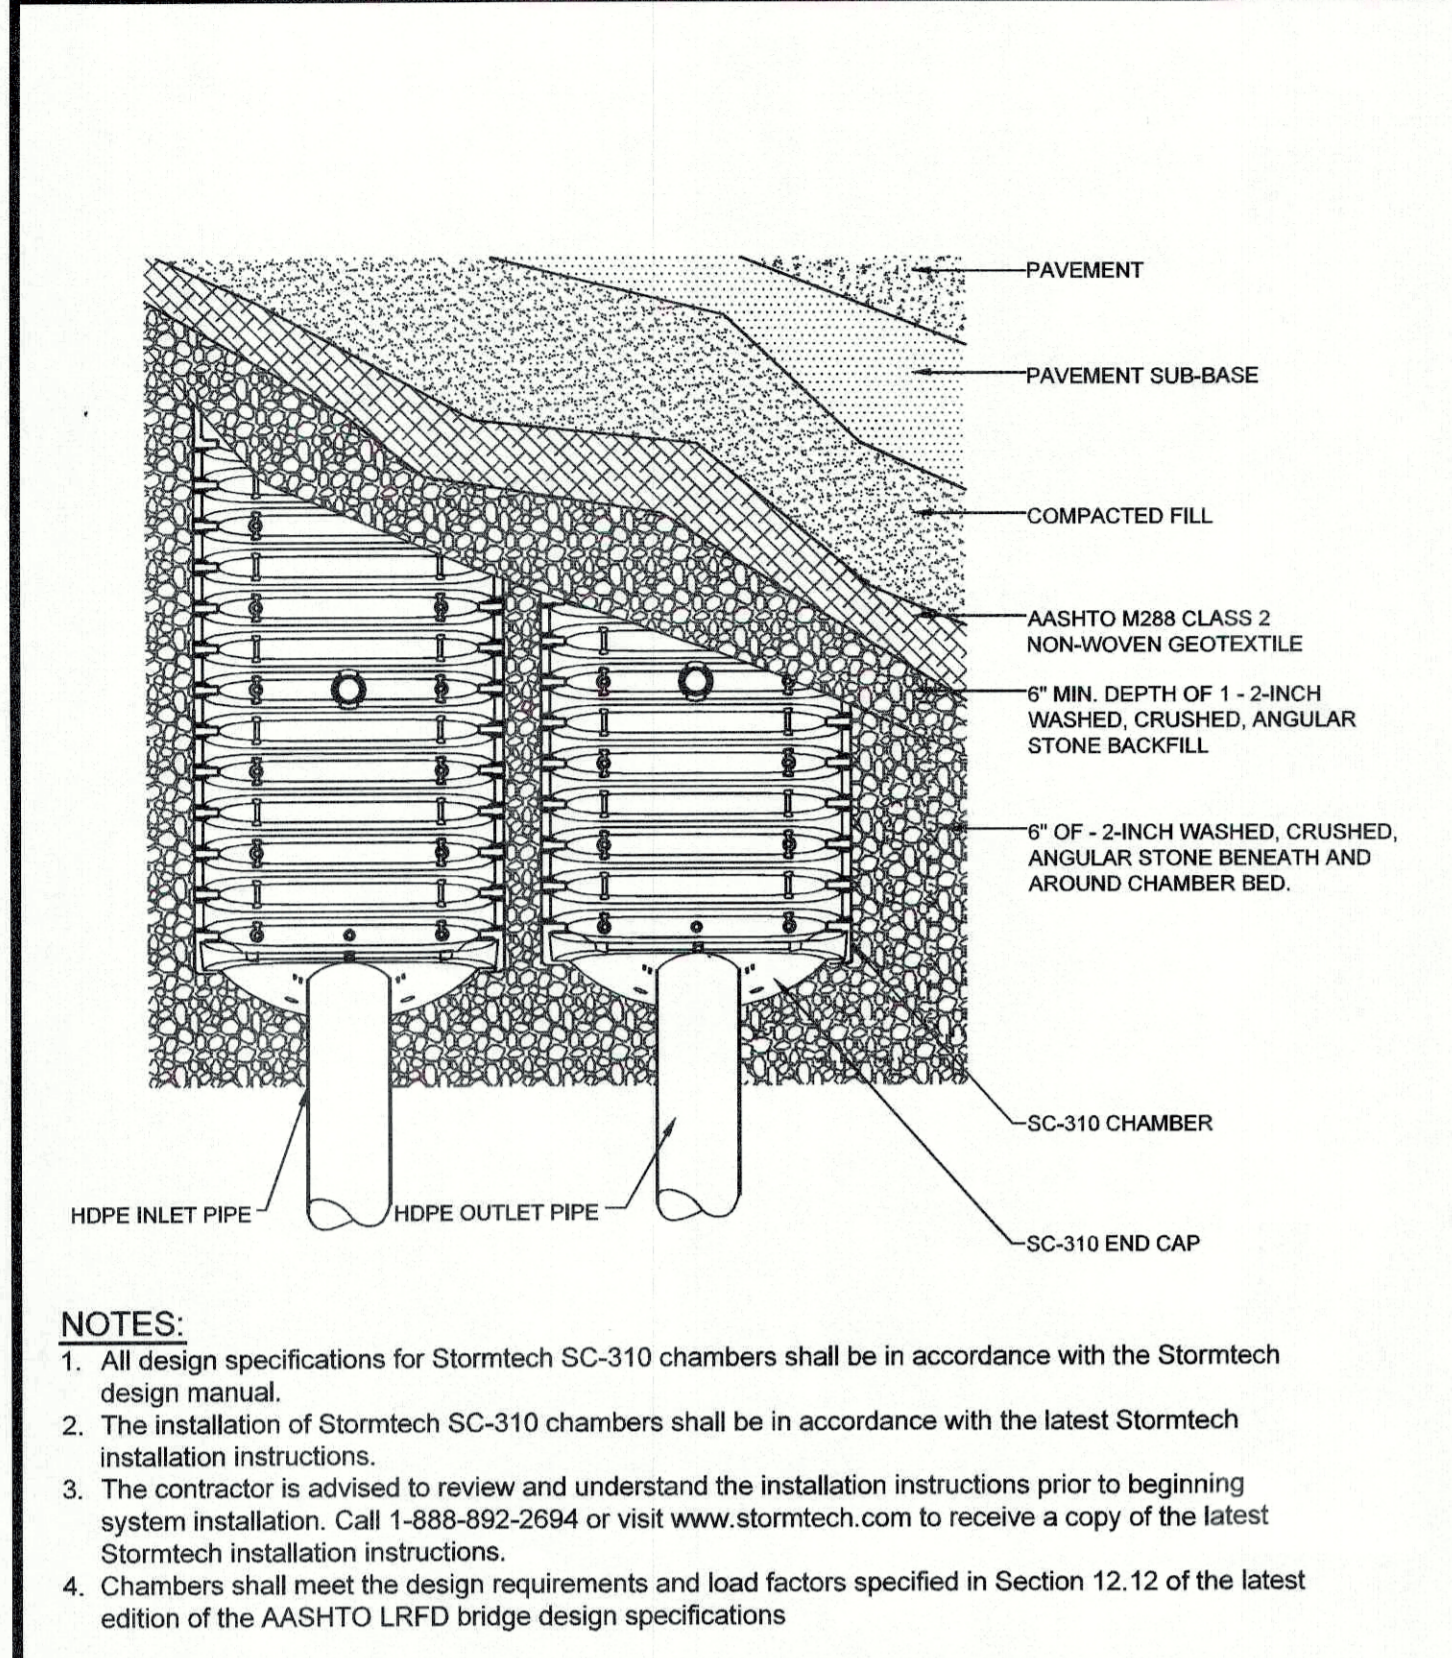 PAVEMENT
PAVEMENT SUB-BASE
COMPACTED FILL
AASHTO M288 CLASS 2
NON-WOVEN GEOTEXTILE
6" MIN. DEPTH OF 1 - 2-INCH
WASHED, CRUSHED, ANGULAR
STONE BACKFILL
6" OF - 2-INCH WASHED, CRUSHED,
ANGULAR STONE BENEATH AND
AROUND CHAMBER BED.
SC-310 CHAMBER
HDPE INLET PIPE
HDPE OUTLET PIPE
SC-310 END CAP
NOTES:
1. All design specifications for Stormtech SC-310 chambers shall be in accordance with the Stormtech
design manual.
2. The installation of Stormtech SC-310 chambers shall be in accordance with the latest Stormtech
installation instructions.
3. The contractor is advised to review and understand the installation instructions prior to beginning
system installation. Call 1-888-892-2694 or visit www.stormtech.com to receive a copy of the latest
Stormtech installation instructions.
4. Chambers shall meet the design requirements and load factors specified in Section 12.12 of the latest
edition of the AASHTO LRFD bridge design specifications